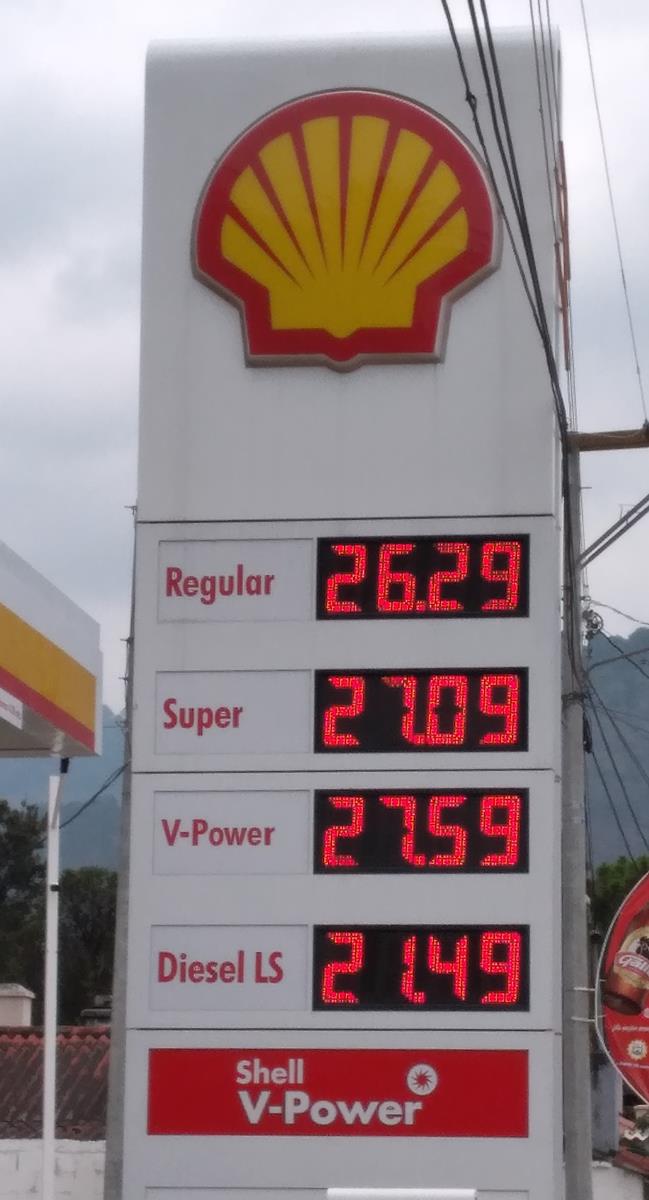 Regular 26.29
Super 27.09
V-Power 27.59
Diesel LS 21.49
Shell
V-Power